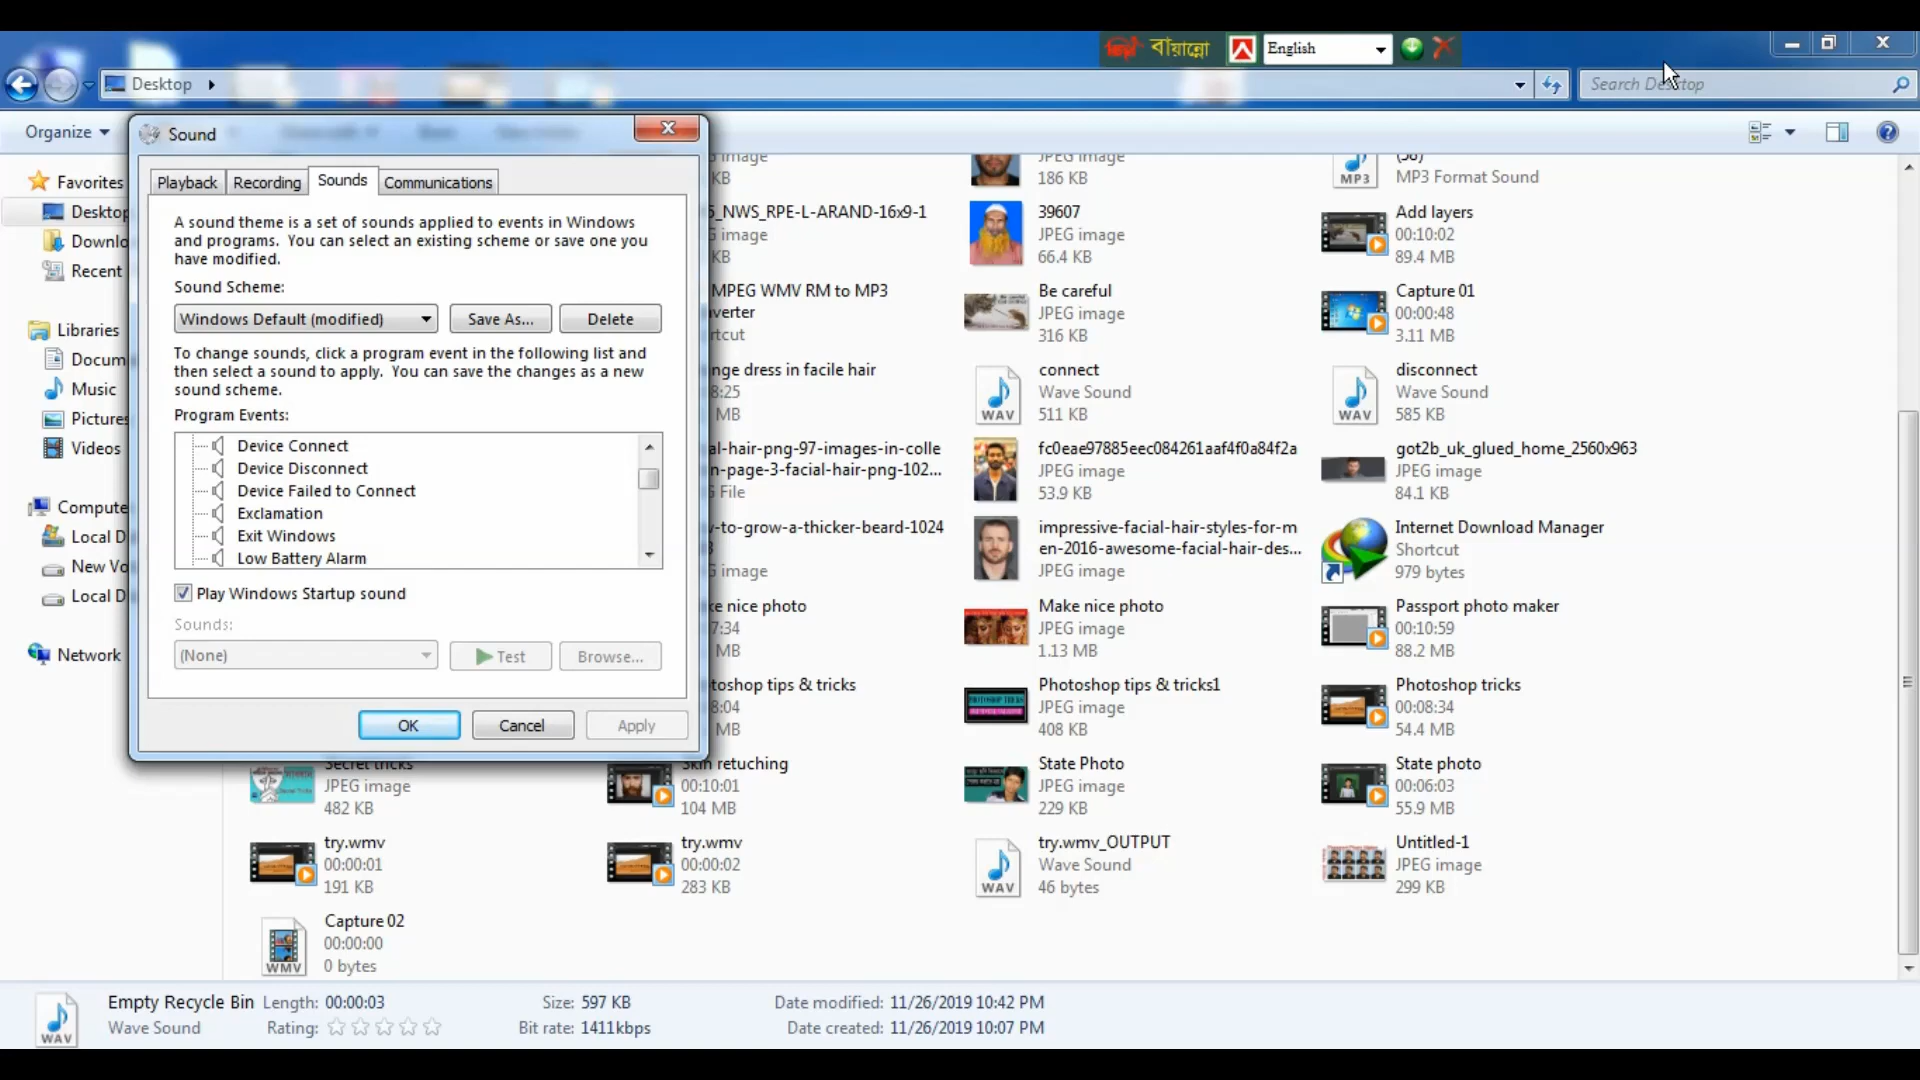 বায়ান্নো
English
Desktop
Search Desktop
Organize
Sound
Playback
Recording
Sounds
Communications
A sound theme is a set of sounds applied to events in Windows
and programs. You can select an existing scheme or save one you
have modified.
Sound Scheme:
Windows Default (modified)
Save As...
Delete
To change sounds, click a program event in the following list and
then select a sound to apply. You can save the changes as a new
sound scheme.
Program Events:
Device Connect
Device Disconnect
Device Failed to Connect
Exclamation
Exit Windows
Low Battery Alarm
Play Windows Startup sound
Sounds:
(None)
Test
Browse...
OK
Cancel
Apply
Favorites
Desktop
Downlo
Recent
Libraries
Docum
Music
Pictures
Videos
Compute
Local D
New Vo
Local D
Network
KB
JPEG image
186 KB
MP3
MP3 Format Sound
5_NWS_RPE-L-ARAND-16x9-1
G image
KB
39607
JPEG image
66.4 KB
Add layers
00:10:02
89.4 MB
MPEG WMV RM to MP3
verter
rtcut
Be careful
JPEG image
316 KB
Capture 01
00:00:48
3.11 MB
nge dress in facile hair
8:25
MB
WAV
connect
Wave Sound
511 KB
WAV
disconnect
Wave Sound
585 KB
al-hair-png-97-images-in-colle
n-page-3-facial-hair-png-102...
G File
fc0eae97885eec084261aaf4f0a84f2a
JPEG image
53.9 KB
got2b_uk_glued_home_2560x963
JPEG image
84.1 KB
v-to-grow-a-thicker-beard-1024
G image
impressive-facial-hair-styles-for-m
en-2016-awesome-facial-hair-des...
JPEG image
Internet Download Manager
Shortcut
979 bytes
ke nice photo
7:34
MB
Make nice photo
JPEG image
1.13 MB
Passport photo maker
00:10:59
88.2 MB
toshop tips & tricks
8:04
MB
Photoshop tips & tricks1
JPEG image
408 KB
Photoshop tricks
00:08:34
54.4 MB
Secret tricks
JPEG image
482 KB
Skin retuching
00:10:01
104 MB
State Photo
JPEG image
229 KB
State photo
00:06:03
55.9 MB
try.wmv
00:00:01
191 KB
try.wmv
00:00:02
283 KB
WAV
try.wmv_OUTPUT
Wave Sound
46 bytes
Untitled-1
JPEG image
299 KB
WMV
Capture 02
00:00:00
0 bytes
WAV
Empty Recycle Bin
Wave Sound
Length: 00:00:03
Rating:
Size: 597 KB
Bit rate: 1411kbps
Date modified: 11/26/2019 10:42 PM
Date created: 11/26/2019 10:07 PM